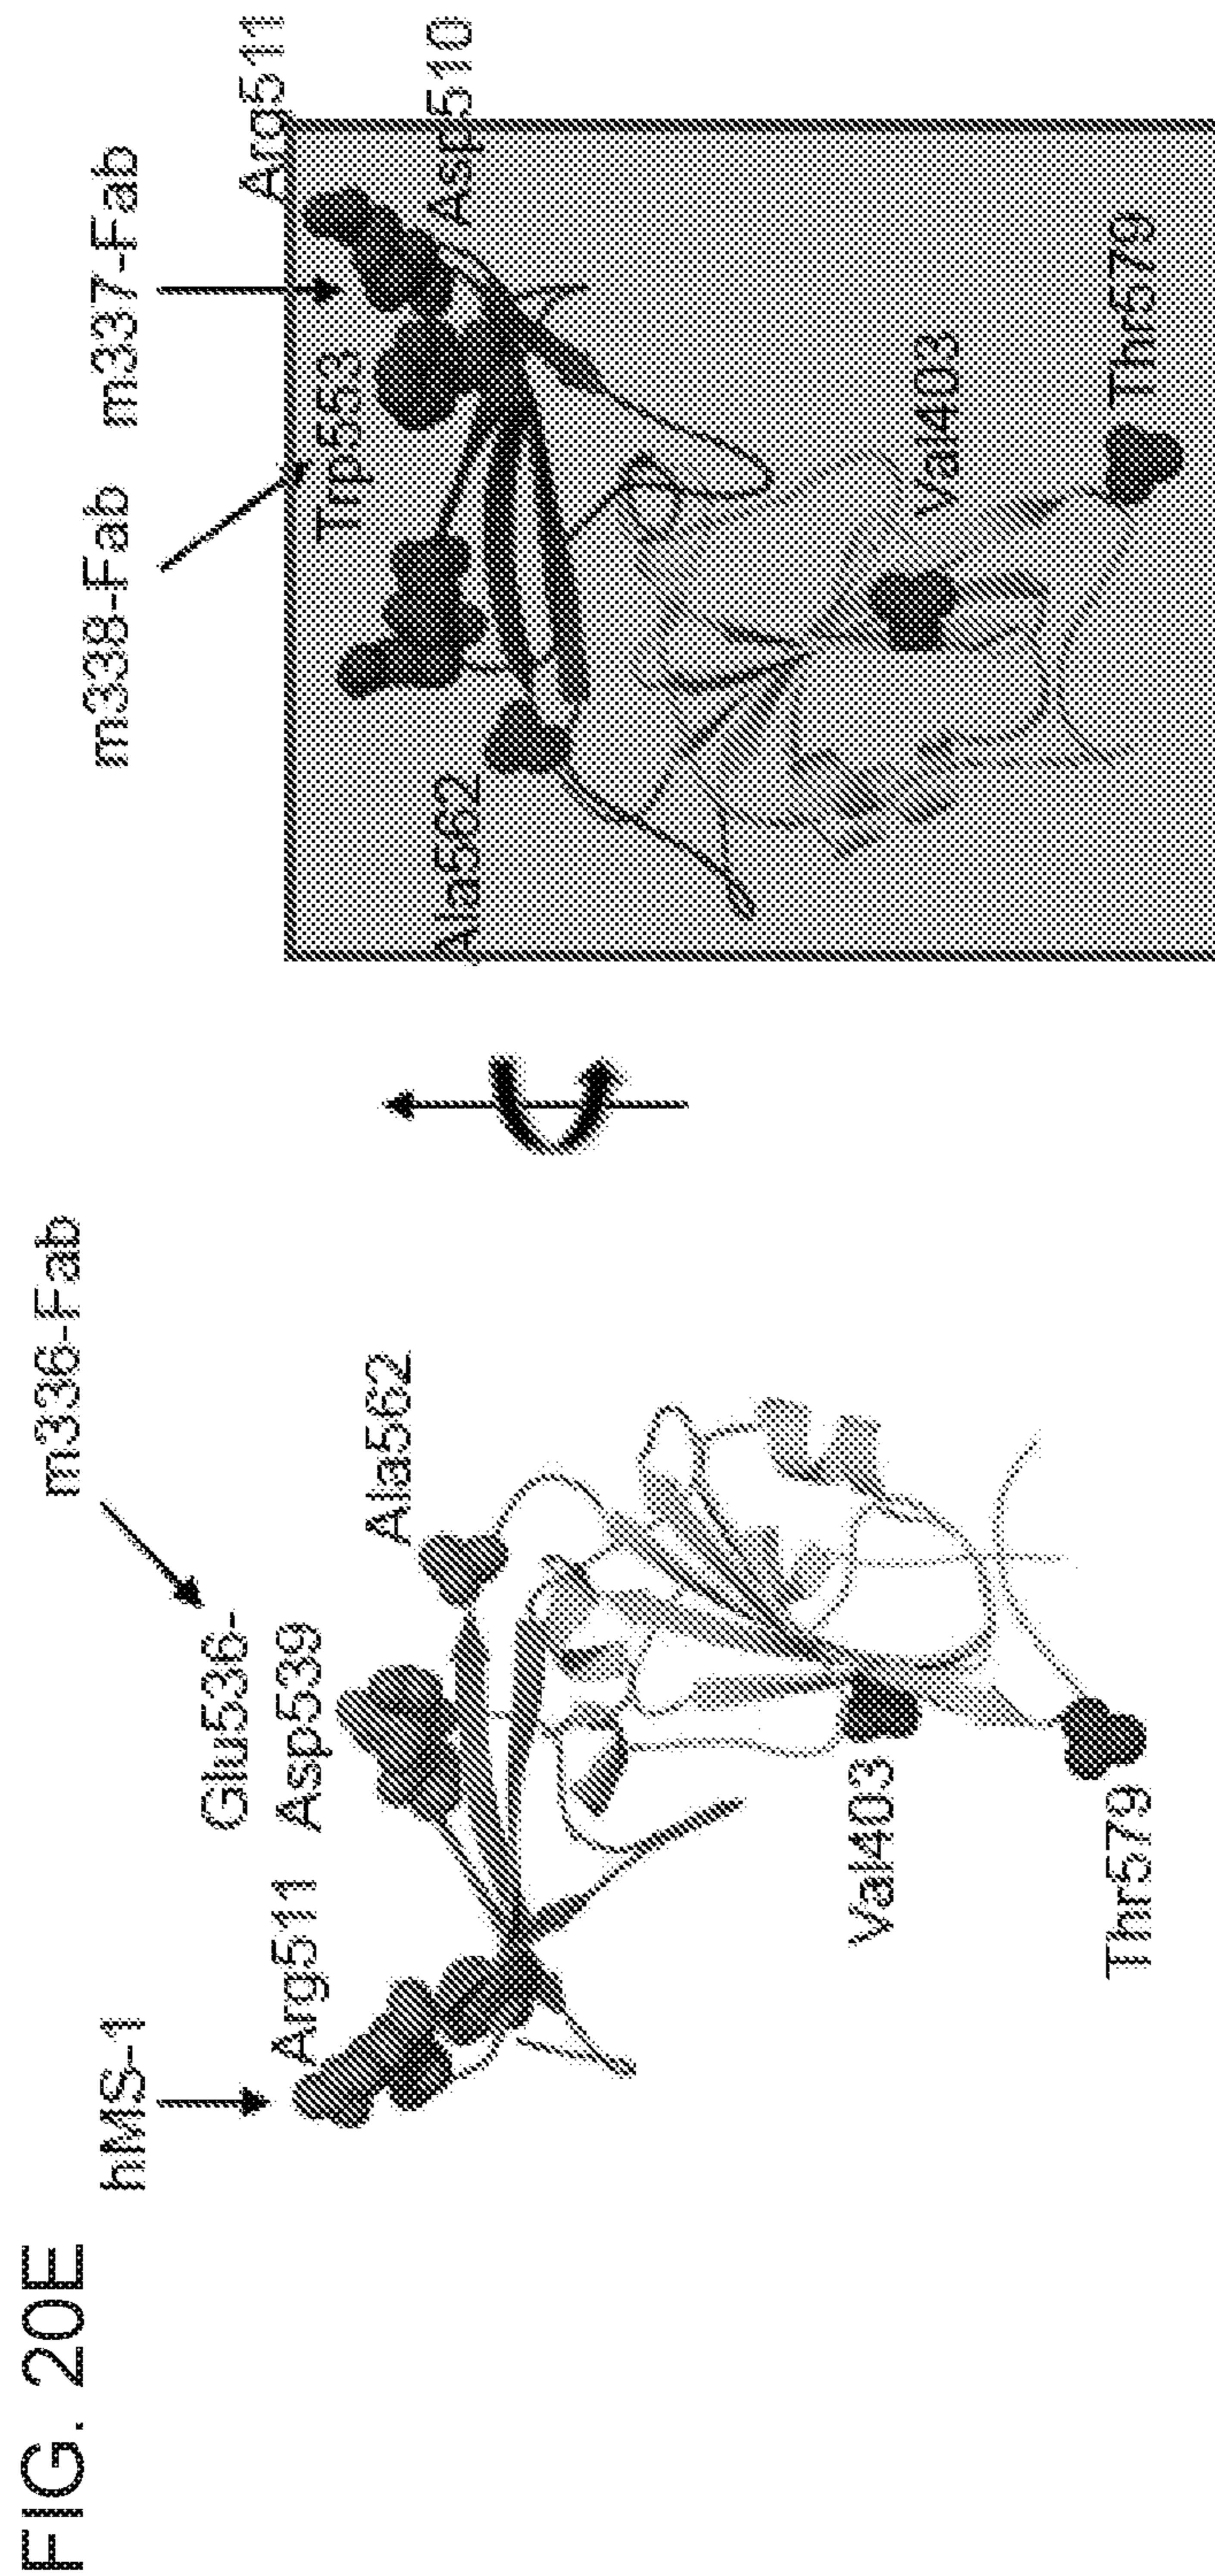 FIG. 20E
hMS-1
m336-Fab
Arg511
Glu536-
Asp539
Ala562
Val403
Thr579
m338-Fab
m337-Fab
Arg511
Trp553
Asp510
Ala562
Val403
Thr579